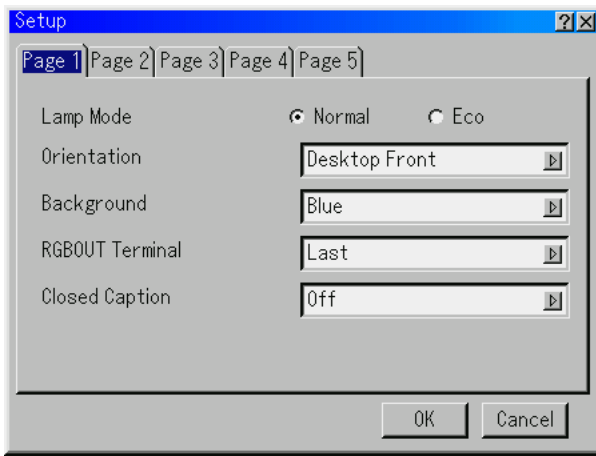 Setup ? ×
Page 1 Page 2 Page 3 Page 4 Page 5
Lamp Mode Normal Eco
Orientation Desktop Front
Background Blue
RGBOUT Terminal Last
Closed Caption Off
OK Cancel